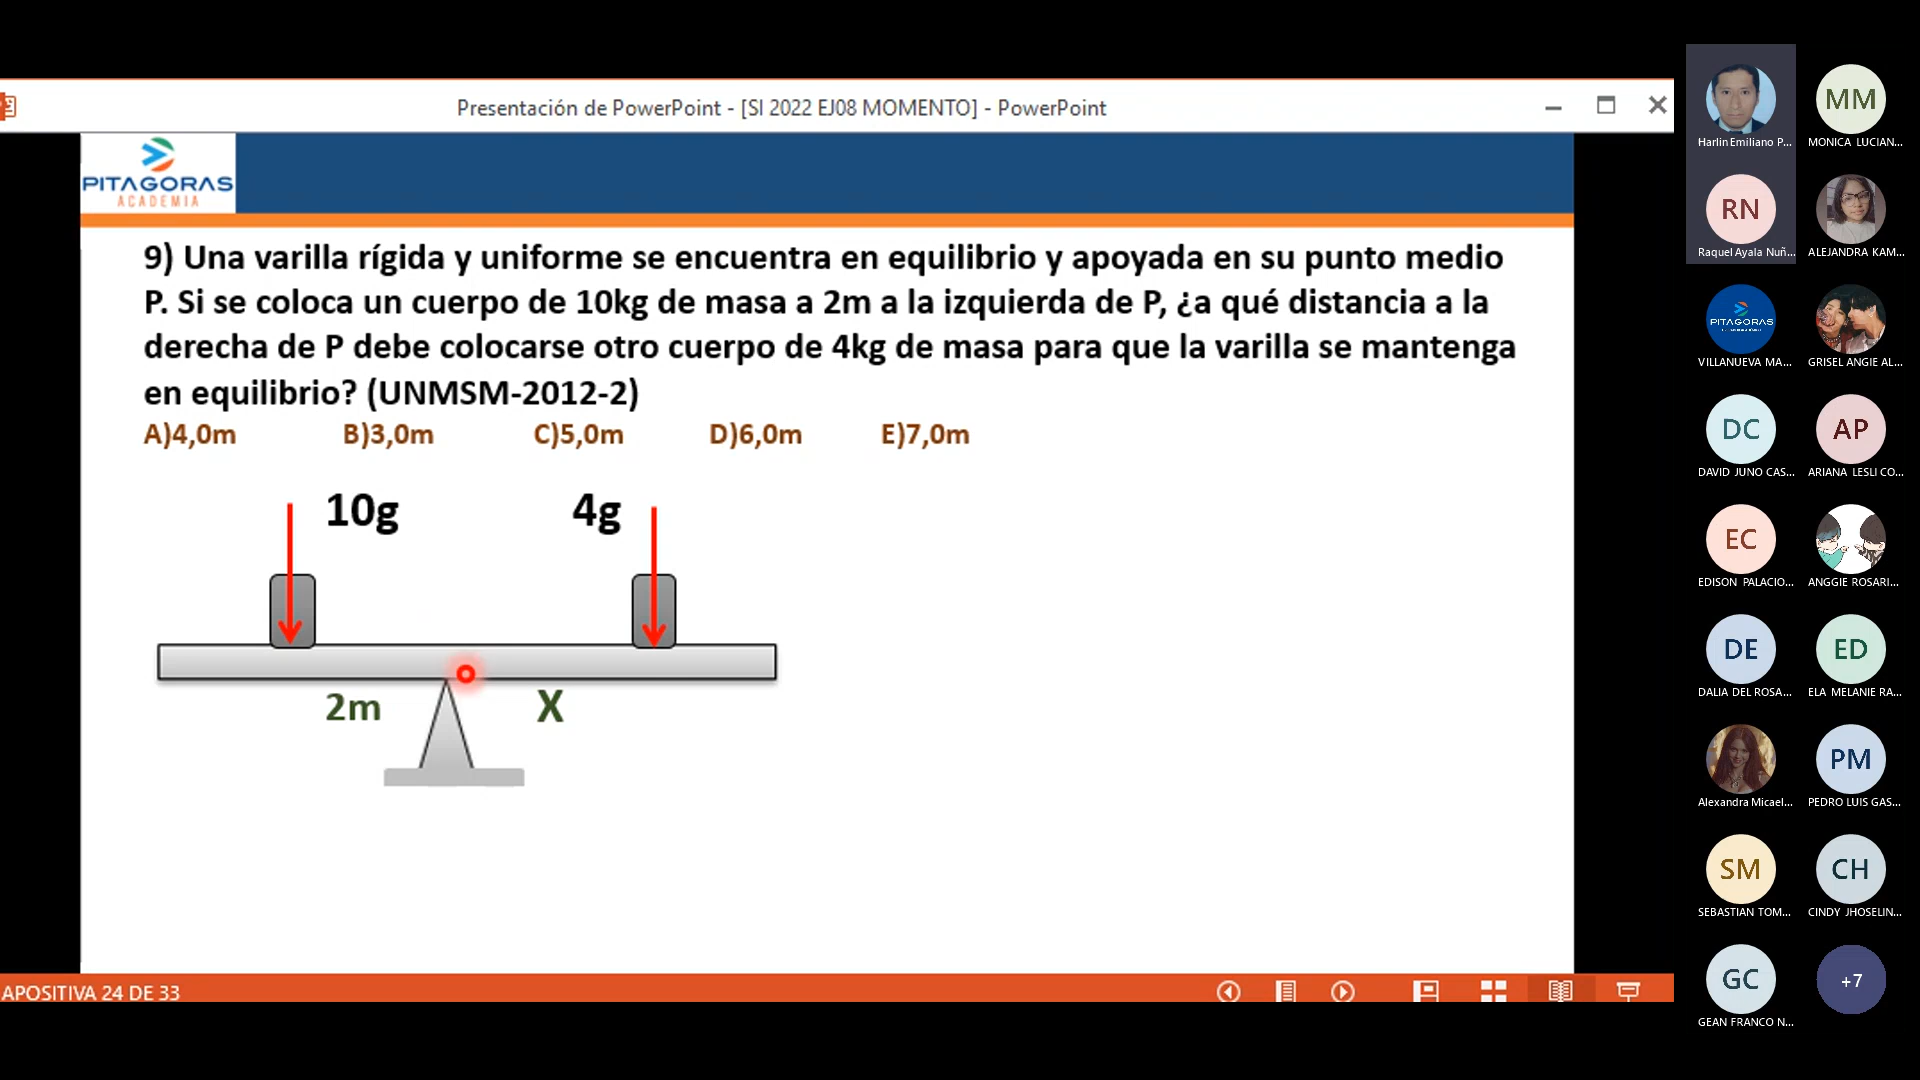 Presentación de PowerPoint - [SI 2022 EJ08 MOMENTO] - PowerPoint
PITAGORAS
ACADEMIA
9) Una varilla rígida y uniforme se encuentra en equilibrio y apoyada en su punto medio
P. Si se coloca un cuerpo de 10kg de masa a 2m a la izquierda de P, ¿a qué distancia a la
derecha de P debe colocarse otro cuerpo de 4kg de masa para que la varilla se mantenga
en equilibrio? (UNMSM-2012-2)
A)4,0m B)3,0m C)5,0m D)6,0m E)7,0m
10g 4g
2m X
APOSITIVA 24 DE 33
Harlin Emiliano P...
MM
MONICA LUCIAN...
RN
Raquel Ayala Nuñ...
ALEJANDRA KAM...
PITAGORAS
VILLANUEVA MA...
GRISEL ANGIE AL...
DC
DAVID JUNO CAS...
AP
ARIANA LESLI CO...
EC
EDISON PALACIO...
ANGGIE ROSARI...
DE
DALIA DEL ROSA...
ED
ELA MELANIE RA...
Alexandra Micael...
PM
PEDRO LUIS GAS...
SM
SEBASTIAN TOM...
CH
CINDY JHOSELIN...
GC
GEAN FRANCO N...
+7